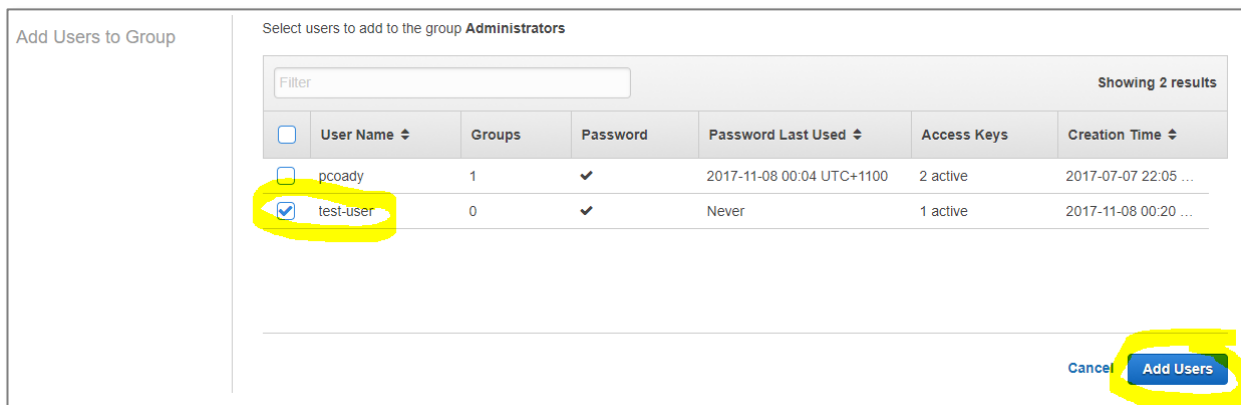 Add Users to Group
Select users to add to the group Administrators
Filter
Showing 2 results
User Name Groups Password Password Last Used Access Keys Creation Time
pcoady 1 2017-11-08 00:04 UTC+1100 2 active 2017-07-07 22:05 ...
test-user 0 Never 1 active 2017-11-08 00:20 ...
Cancel Add Users